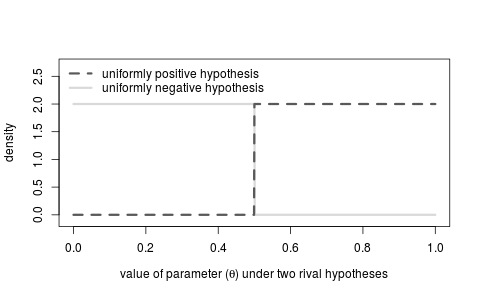 uniformly positive hypothesis
uniformly negative hypothesis
2.5
2.0
1.5
1.0
0.5
0.0
density
0.0 0.2 0.4 0.6 0.8 1.0
value of parameter (θ) under two rival hypotheses